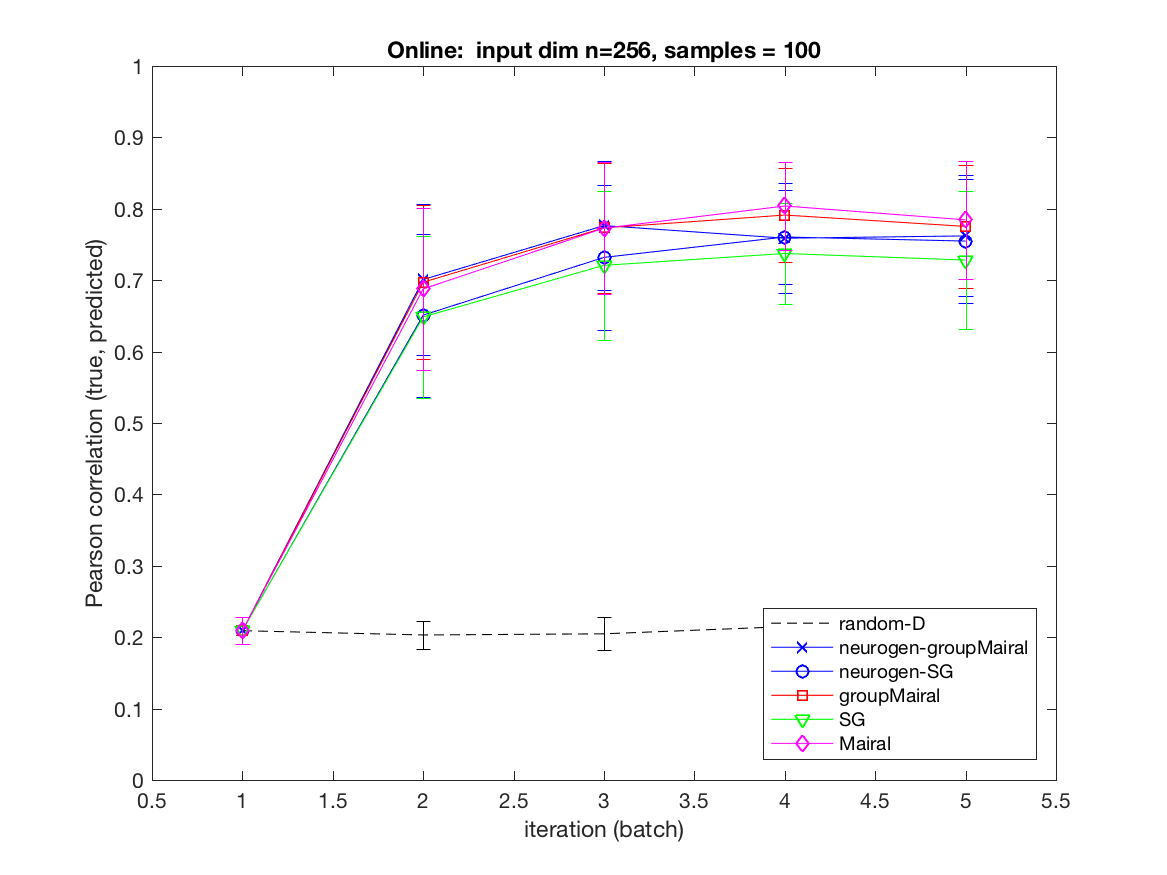 Online:  input dim n=256, samples = 100
1
0.9
0.8
0.7
0.6
0.5
0.4
0.3
0.2
0.1
0
Pearson correlation (true, predicted)
random-D
neurogen-groupMairal
neurogen-SG
groupMairal
SG
Mairal
0.5 1 1.5 2 2.5 3 3.5 4 4.5 5 5.5
iteration (batch)